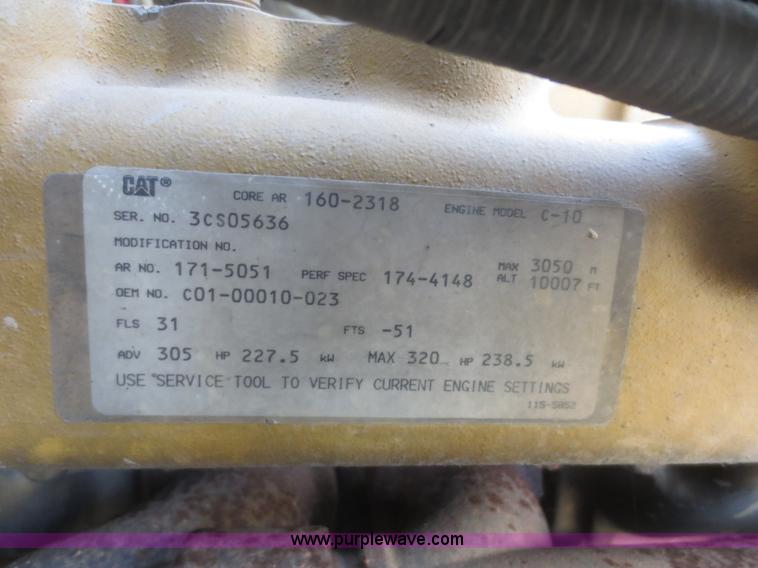 CAT® CORE AR 160-2318 ENGINE MODEL C-10
SER. NO. 3CS05636
MODIFICATION NO.
AR NO. 171-5051 PERF SPEC 174-4148 MAX ALT 3050 M 10007 FT
OEM NO. C01-00010-023
FLS 31 FTS -51
ADV 305 HP 227.5 kW MAX 320 HP 238.5 kW
USE SERVICE TOOL TO VERIFY CURRENT ENGINE SETTINGS
115-5852
www.purplewave.com